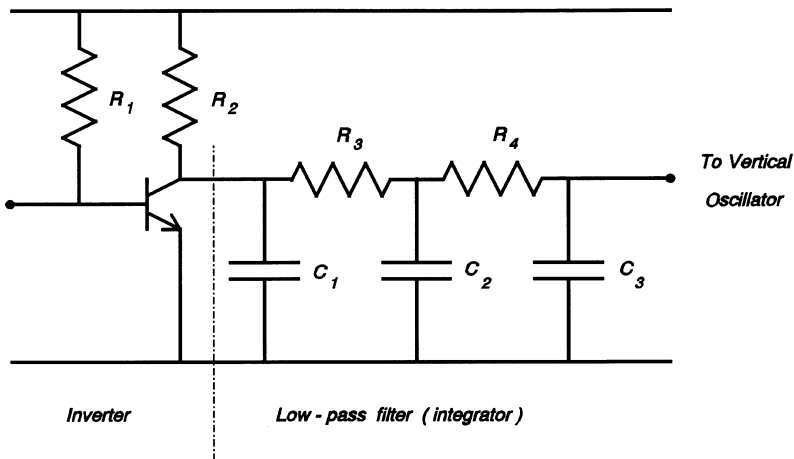 R1
R2
R3
R4
To Vertical
Oscillator
C1
C2
C3
Inverter
Low - pass filter ( integrator )